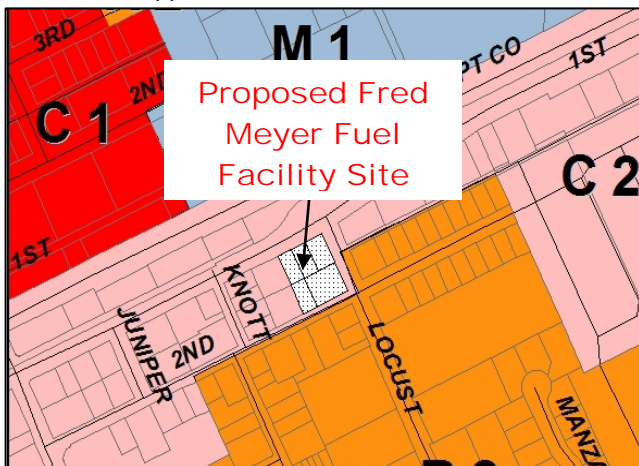 3RD
M 1
2ND
PT CO
1ST
Proposed Fred
Meyer Fuel
Facility Site
C 1
C 2
1ST
KNOTT
JUNIPER
2ND
LOCUST